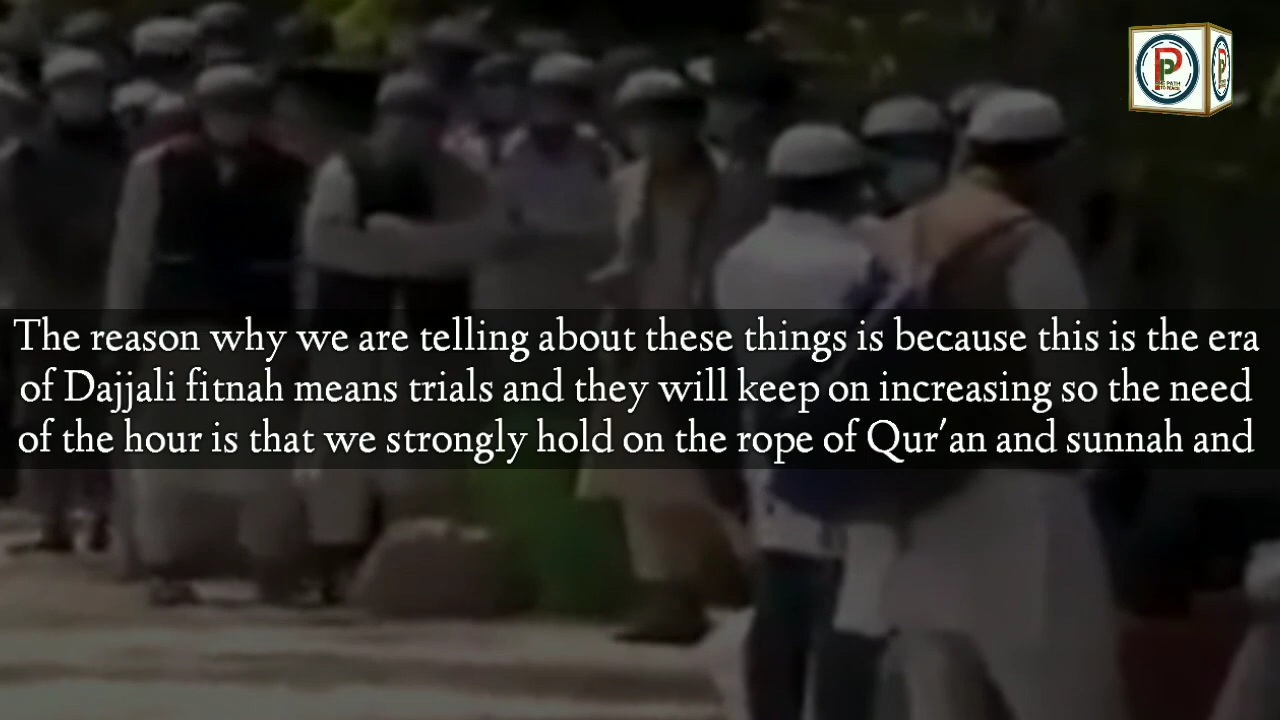 The reason why we are telling about these things is because this is the era
of Dajjali fitnah means trials and they will keep on increasing so the need
of the hour is that we strongly hold on the rope of Qur'an and sunnah and